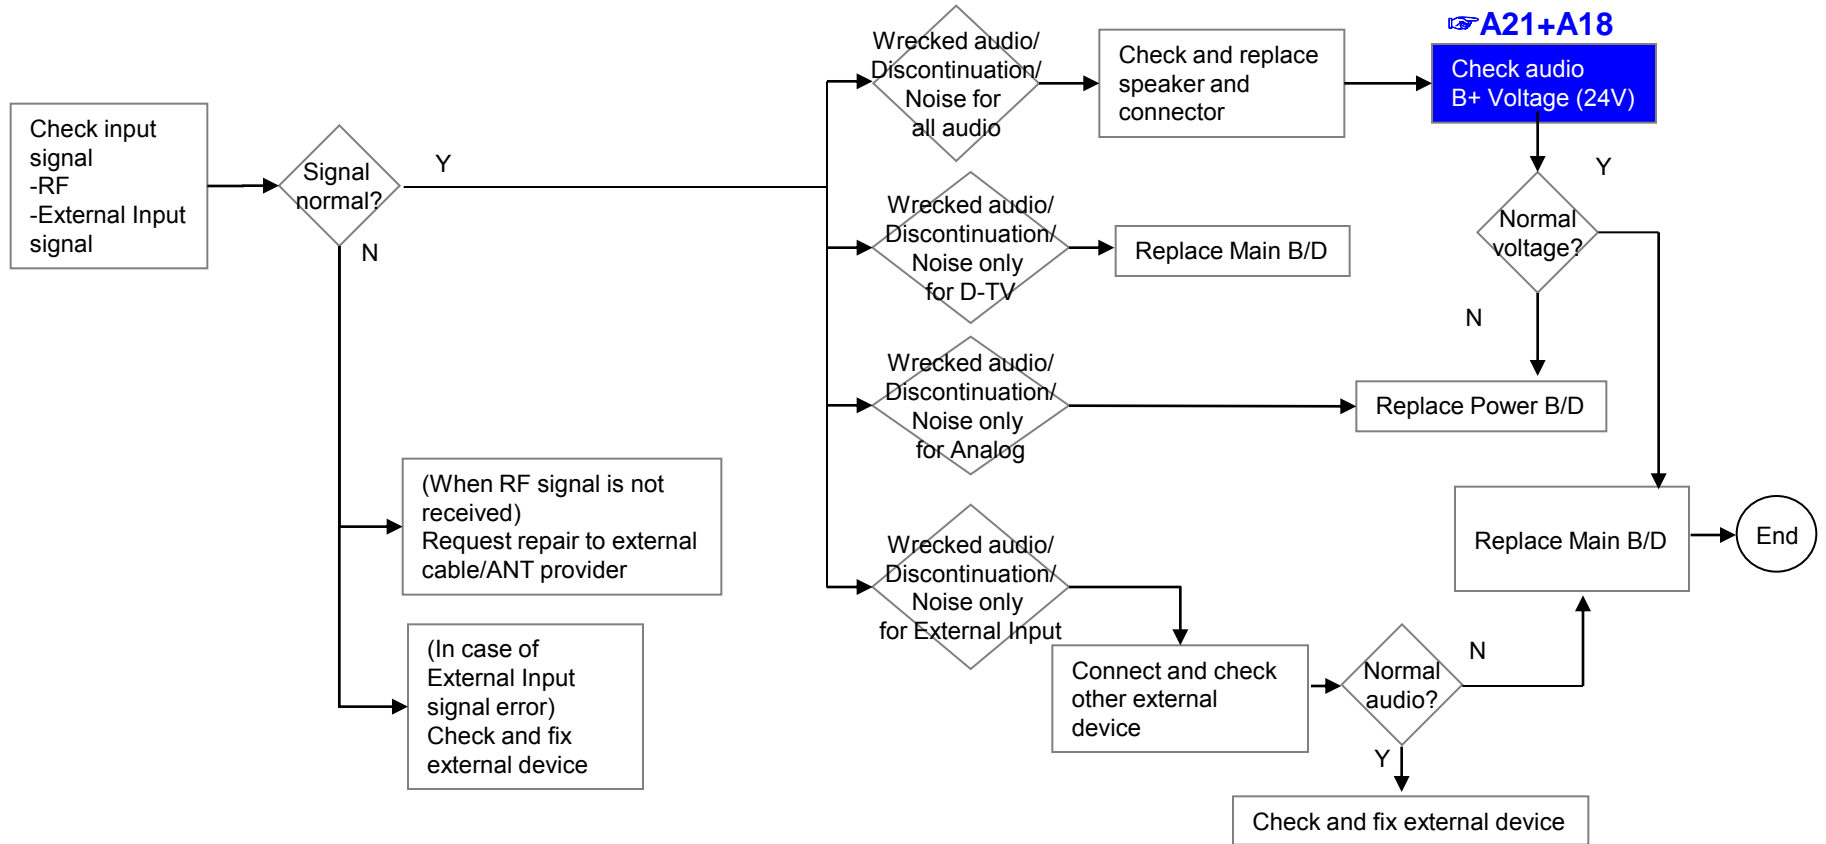 ☞A21+A18
Check input
signal
-RF
-External Input
signal
Signal
normal?
Y
N
(When RF signal is not
received)
Request repair to external
cable/ANT provider
(In case of
External Input
signal error)
Check and fix
external device
Wrecked audio/
Discontinuation/
Noise for
all audio
Check and replace
speaker and
connector
Check audio
B+ Voltage (24V)
Y
Normal
voltage?
N
Wrecked audio/
Discontinuation/
Noise only
for D-TV
Replace Main B/D
Wrecked audio/
Discontinuation/
Noise only
for Analog
Replace Power B/D
Wrecked audio/
Discontinuation/
Noise only
for External Input
Connect and check
other external
device
Normal
audio?
N
Y
Replace Main B/D
End
Check and fix external device